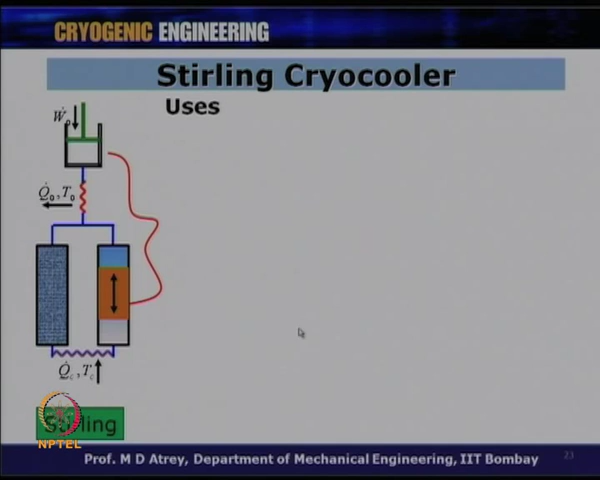 CRYOGENIC ENGINEERING
Stirling Cryocooler
Uses
Ẇ₀
Q̇₀,T₀
Q̇c,Tc
Stirling
NPTEL
Prof. M D Atrey, Department of Mechanical Engineering, IIT Bombay
23